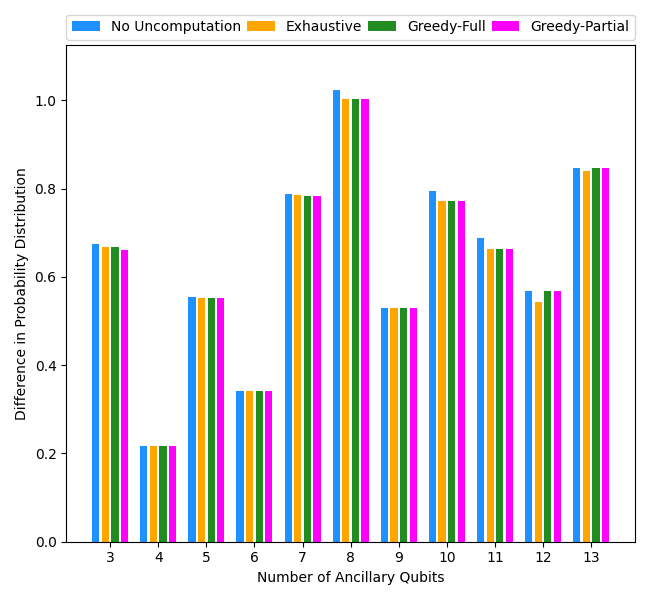 No Uncomputation Exhaustive Greedy-Full Greedy-Partial
Difference in Probability Distribution
1.0
0.8
0.6
0.4
0.2
0.0
3 4 5 6 7 8 9 10 11 12 13
Number of Ancillary Qubits